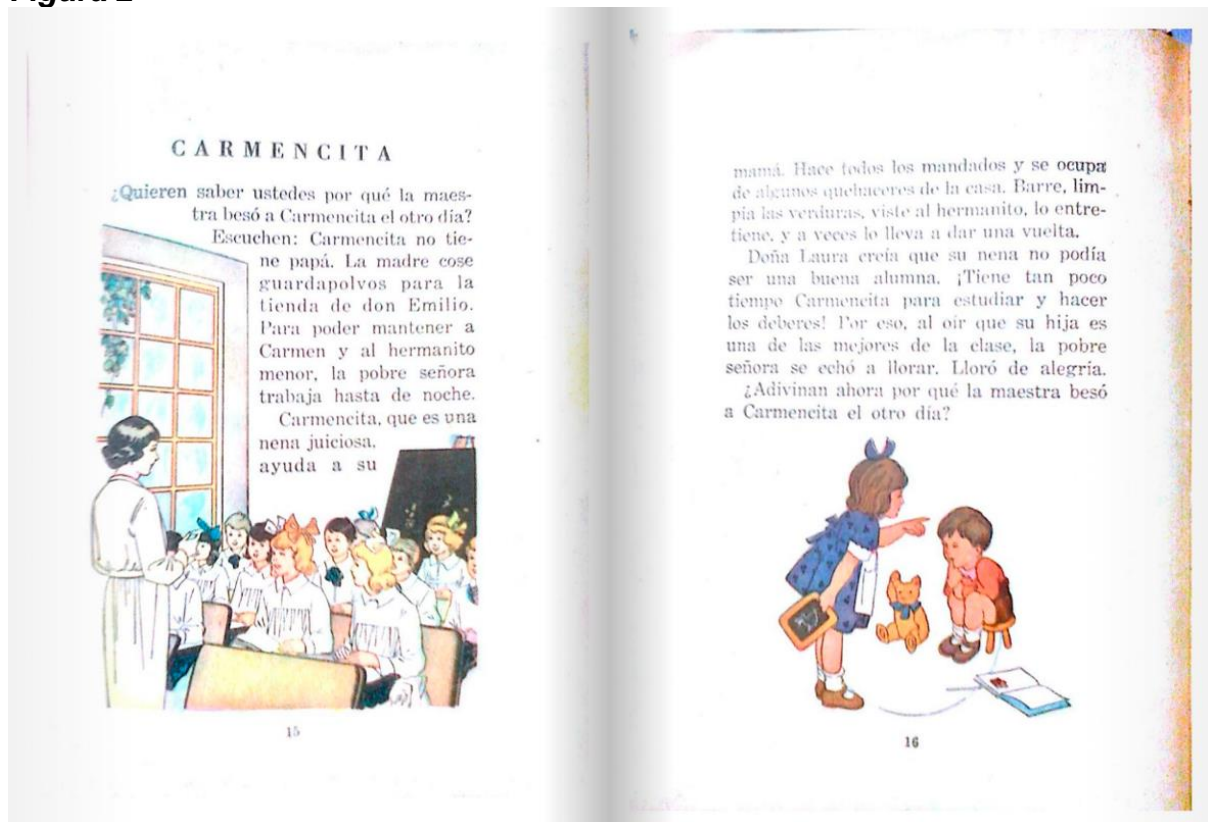 Figura 2
CARMENCITA
¿Quieren saber ustedes por qué la maes-
tra besó a Carmencita el otro día?
Escuchen: Carmencita no tie-
ne papá. La madre cose
guardapolvos para la
tienda de don Emilio.
Para poder mantener a
Carmen y al hermanito
menor, la pobre señora
trabaja hasta de noche.
Carmencita, que es una
nena juiciosa,
ayuda a su
15
mamá. Hace todos los mandados y se ocupa
de algunos quehaceres de la casa. Barre, lim-
pia las verduras, viste al hermanito, lo entre-
tiene, y a veces lo lleva a dar una vuelta.
Doña Laura creía que su nena no podía
ser una buena alumna. ¡Tiene tan poco
tiempo Carmencita para estudiar y hacer
los deberes! Por eso, al oír que su hija es
una de las mejores de la clase, la pobre
señora se echó a llorar. Lloró de alegría.
¿Adivinan ahora por qué la maestra besó
a Carmencita el otro día?
16